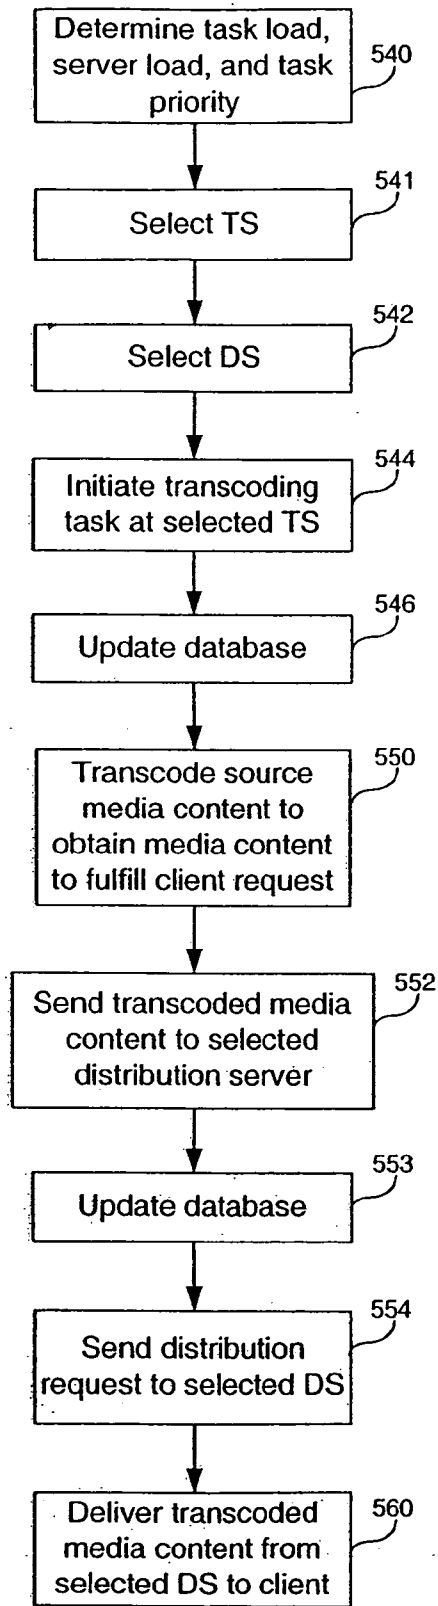 Determine task load,
server load, and task
priority
540
541
Select TS
542
Select DS
544
Initiate transcoding
task at selected TS
546
Update database
550
Transcode source
media content to
obtain media content
to fulfill client request
552
Send transcoded media
content to selected
distribution server
553
Update database
554
Send distribution
request to selected DS
560
Deliver transcoded
media content from
selected DS to client